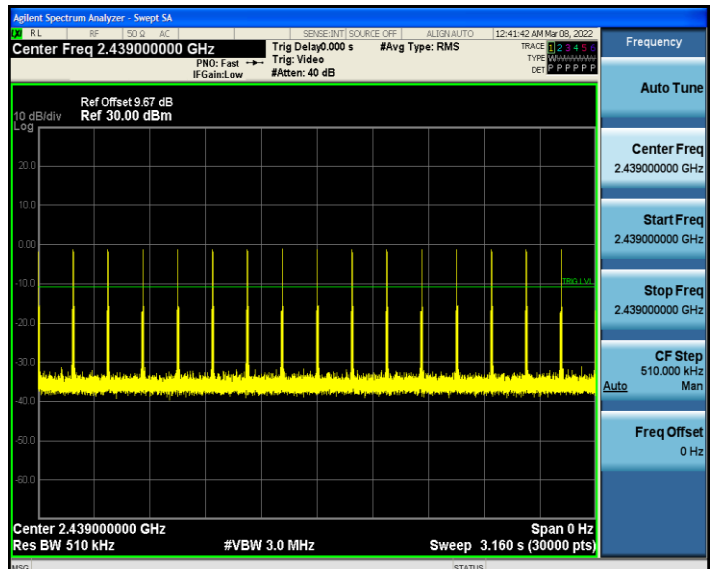 Agilent Spectrum Analyzer - Swept SA
RL RF 50 Ω AC SENSE:INT SOURCE OFF ALIGN AUTO 12:41:42 AM Mar 08, 2022
Center Freq 2.439000000 GHz Trig Delay0.000 s #Avg Type: RMS TRACE 1 2 3 4 5 6
PNO: Fast Trig: Video TYPE
IFGain:Low #Atten: 40 dB DET P P P P P P
Ref Offset 9.67 dB
10 dB/div Ref 30.00 dBm
Log
20.0
10.0
0.00
TRIG LVL
-10.0
-20.0
-30.0
-40.0
-50.0
-60.0
Center 2.439000000 GHz Span 0 Hz
Res BW 510 kHz #VBW 3.0 MHz Sweep 3.160 s (30000 pts)
MSG STATUS
Frequency
Auto Tune
Center Freq
2.439000000 GHz
Start Freq
2.439000000 GHz
Stop Freq
2.439000000 GHz
CF Step
510.000 kHz
Auto Man
Freq Offset
0 Hz